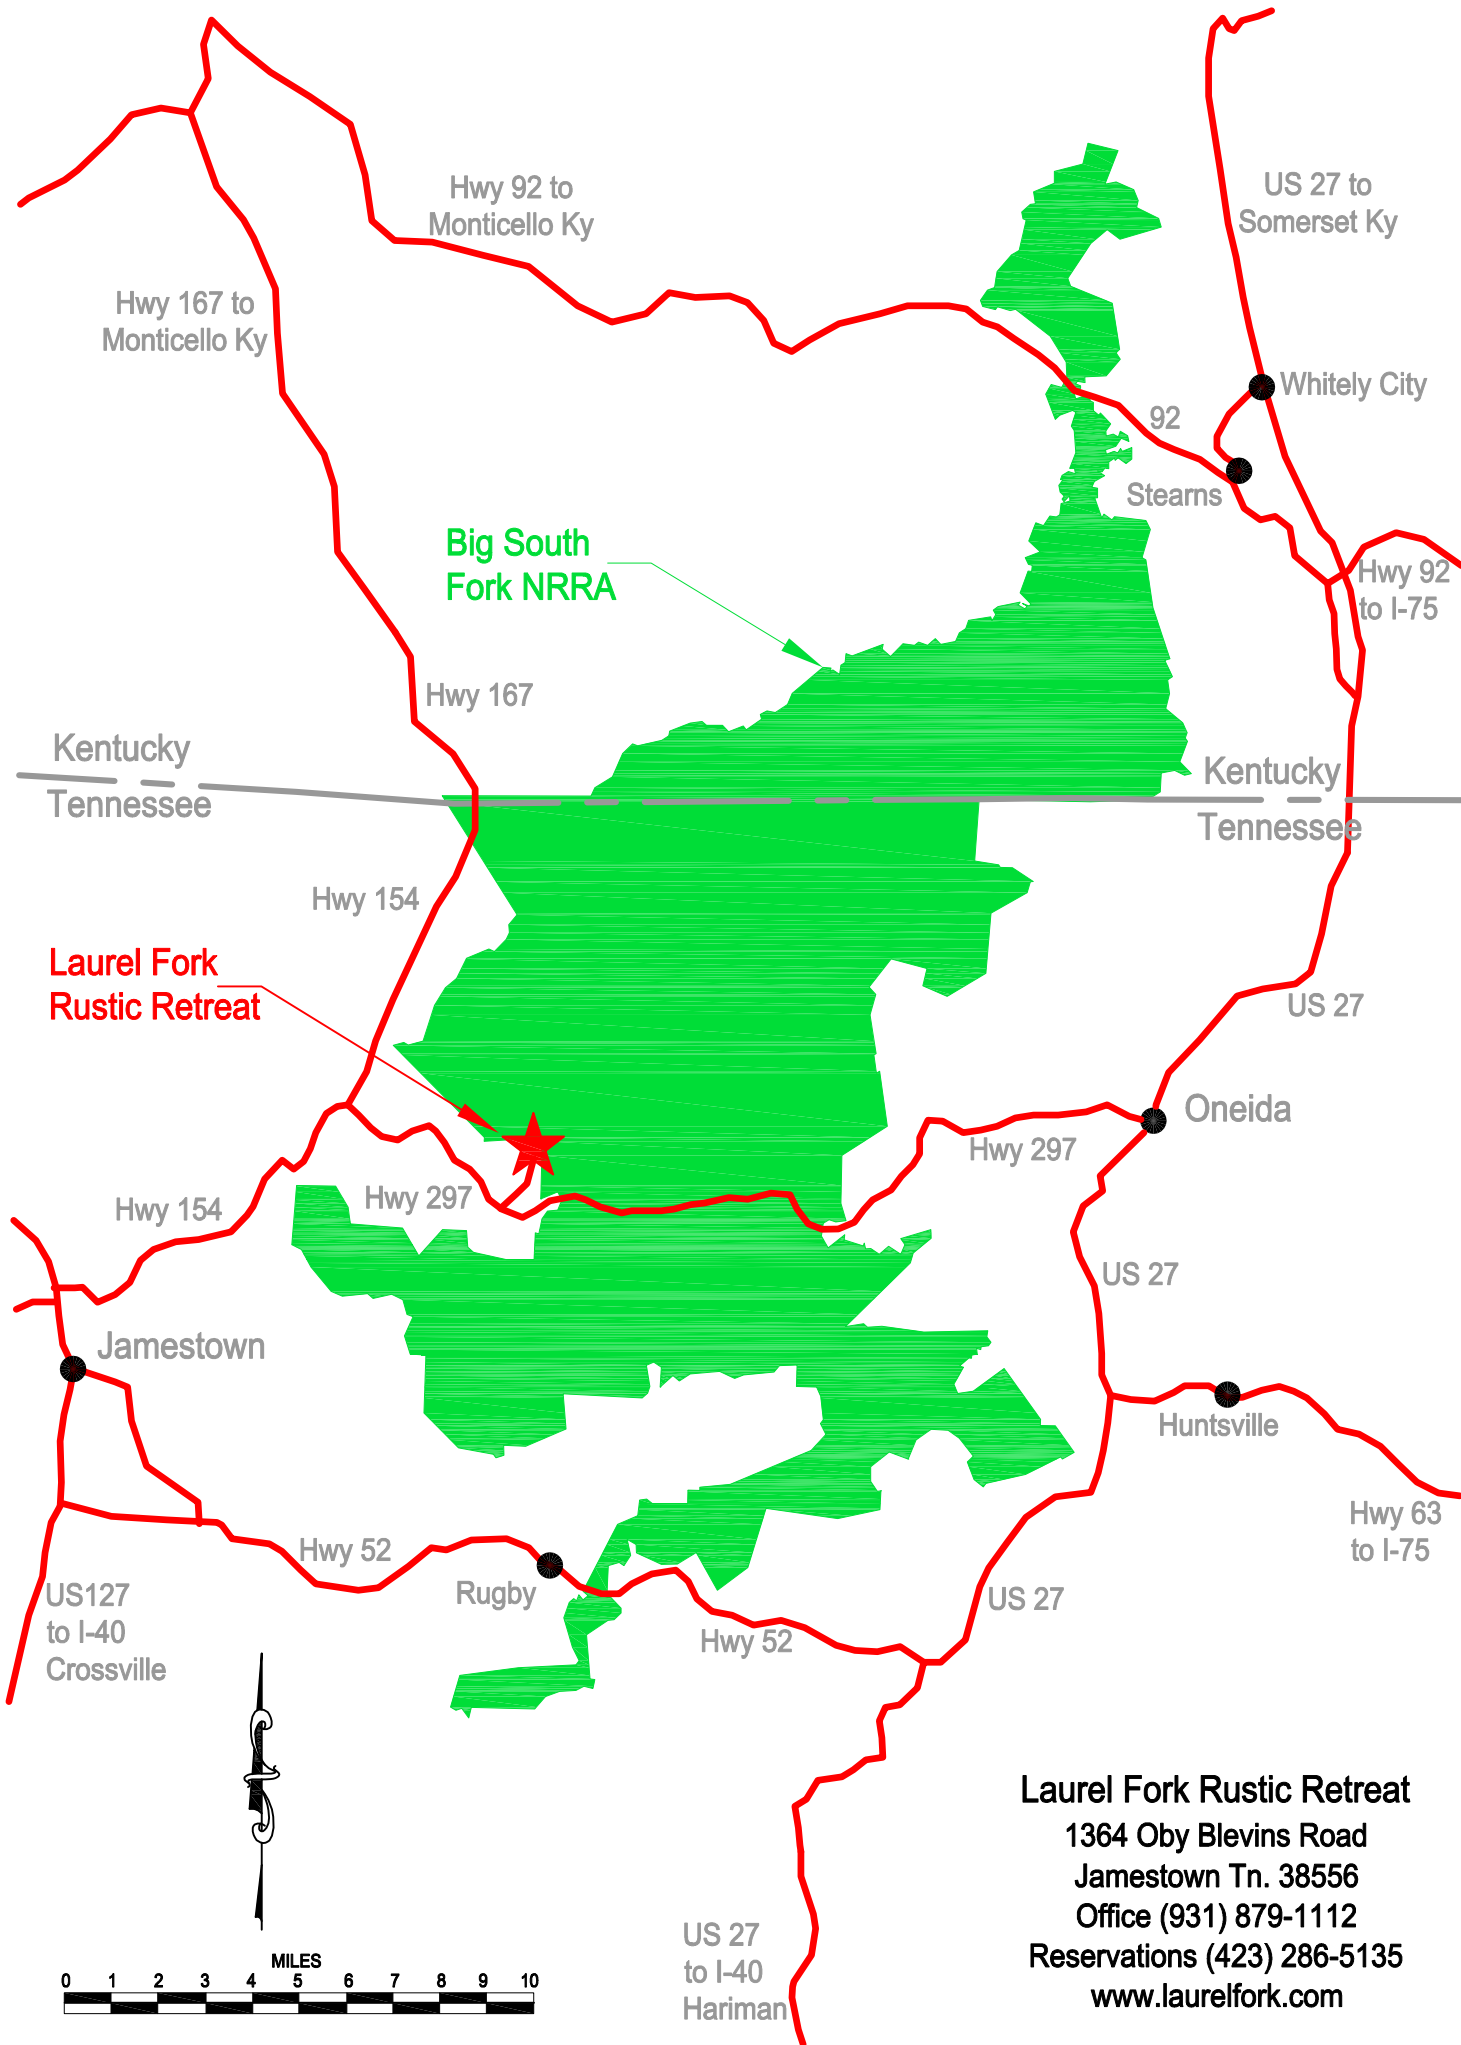 Hwy 92 to
Monticello Ky
US 27 to
Somerset Ky
Hwy 167 to
Monticello Ky
Whitely City
92
Stearns
Big South
Fork NRRA
Hwy 92
to I-75
Hwy 167
Kentucky
Tennessee
Kentucky
Tennessee
Hwy 154
Laurel Fork
Rustic Retreat
US 27
Oneida
Hwy 297
Hwy 297
Hwy 154
US 27
Jamestown
Huntsville
Hwy 63
to I-75
Hwy 52
Rugby
US127
to I-40
Crossville
US 27
Hwy 52
Laurel Fork Rustic Retreat
1364 Oby Blevins Road
Jamestown Tn. 38556
Office (931) 879-1112
Reservations (423) 286-5135
www.laurelfork.com
US 27
to I-40
Hariman
MILES
0 1 2 3 4 5 6 7 8 9 10